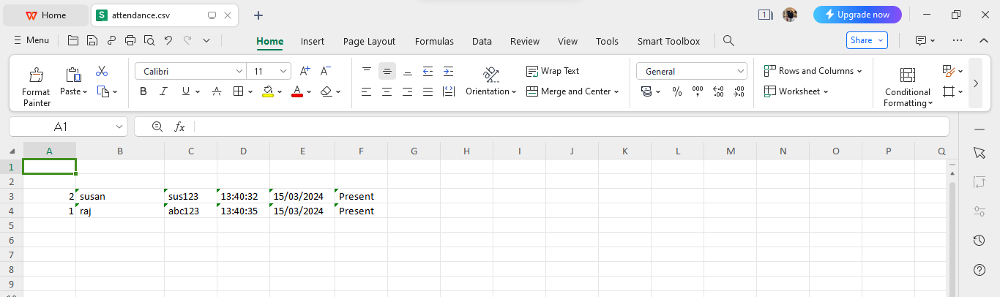 Home attendance.csv 1 Upgrade now
Menu Home Insert Page Layout Formulas Data Review View Tools Smart Toolbox Share
Calibri 11 A+ A- Wrap Text General Rows and Columns
Format Painter Paste B I U A A Orientation Merge and Center % 000 Worksheet Conditional Formatting
A1 fx
A B C D E F G H I J K L M N O P Q
1
2
3 2 susan sus123 13:40:32 15/03/2024 Present
4 1 raj abc123 13:40:35 15/03/2024 Present
5
6
7
8
9